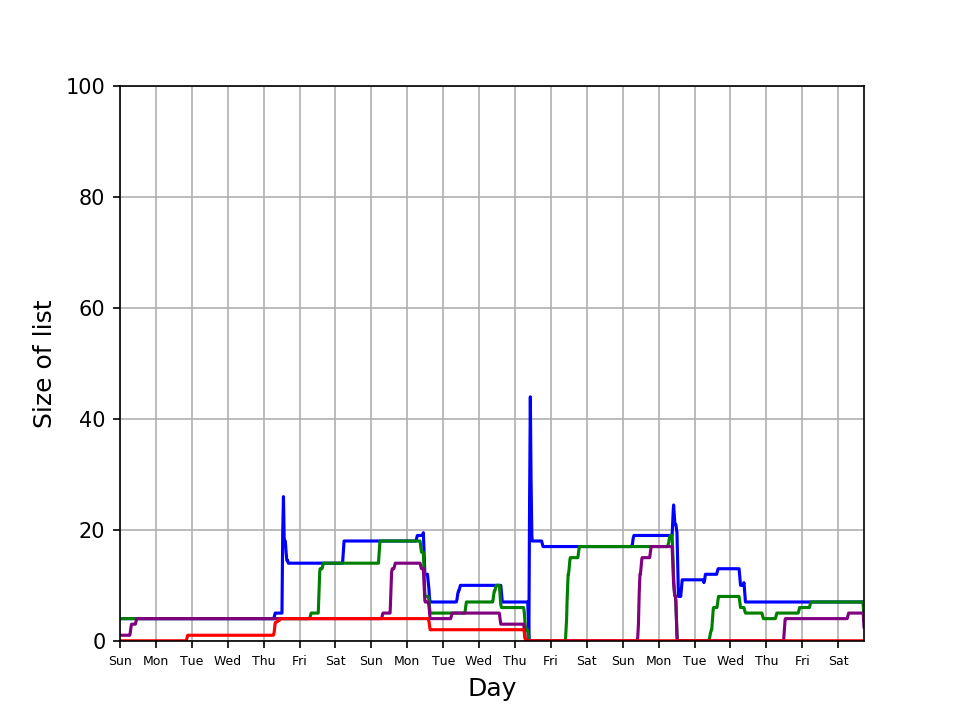 100
80
60
40
20
0
Size of list
Sun Mon Tue Wed Thu Fri Sat Sun Mon Tue Wed Thu Fri Sat Sun Mon Tue Wed Thu Fri Sat
Day